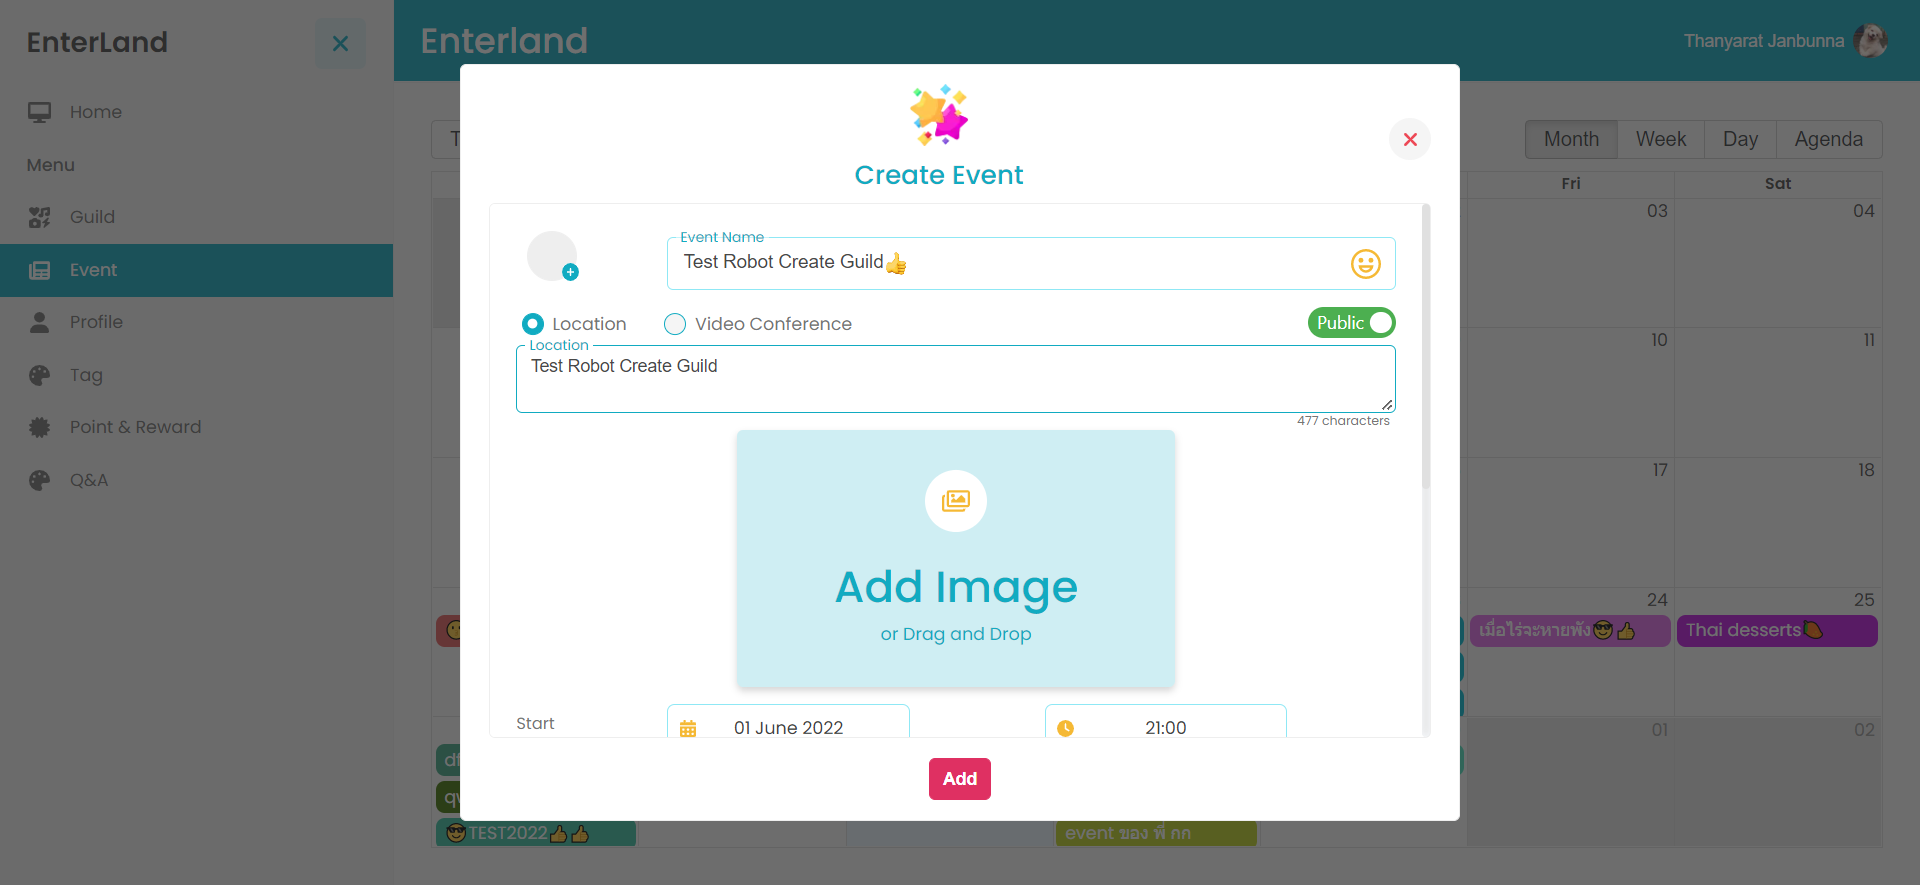 EnterLand
Enterland
Thanyarat Janbunna
Home
Menu
Guild
Event
Profile
Tag
Point & Reward
Q&A
Month Week Day Agenda
Fri Sat
03 04
10 11
17 18
24 25
เมื่อไร่จะหายพัง😎👍 Thai desserts🥭
01 02
😎TEST2022👍👍
event ของ พี่ กก
Create Event
Event Name
Test Robot Create Guild👍
Location Video Conference Public
Location
Test Robot Create Guild
477 characters
Add Image
or Drag and Drop
Start 01 June 2022 21:00
Add